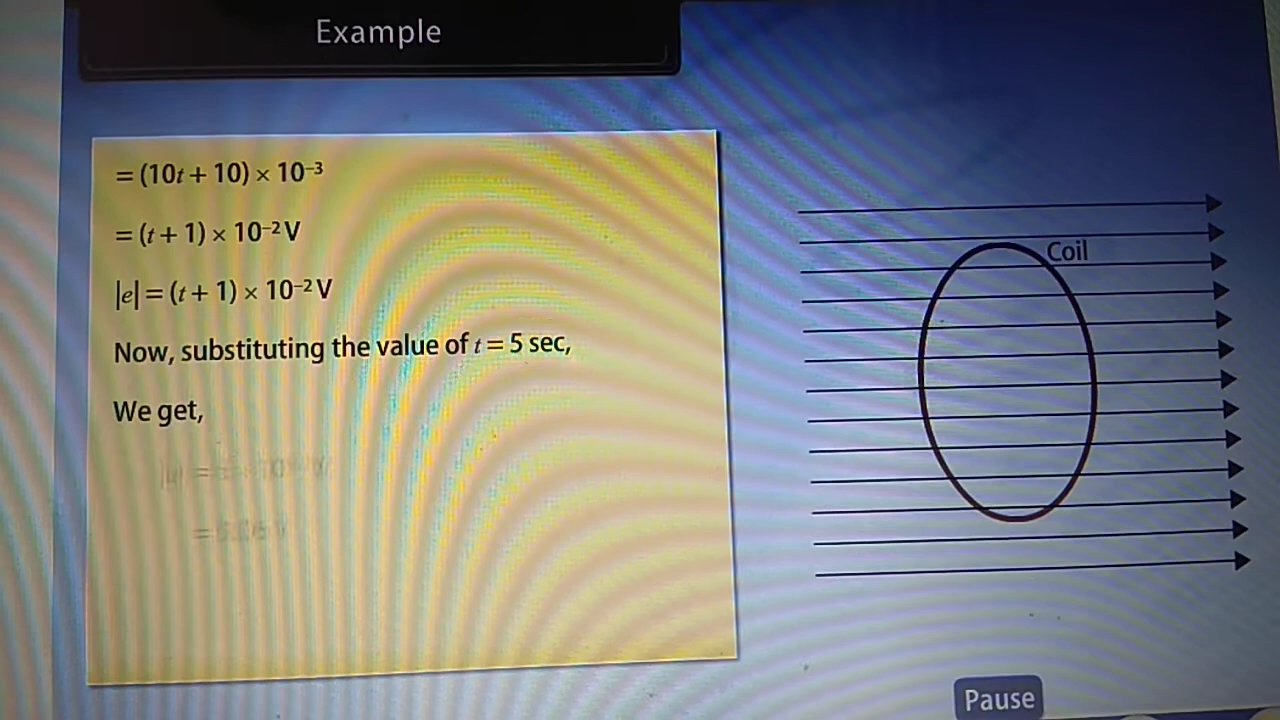 Example
= (10t + 10) × 10⁻³
= (t + 1) × 10⁻² V
|e| = (t + 1) × 10⁻² V
Now, substituting the value of t = 5 sec,
We get,
Coil
Pause